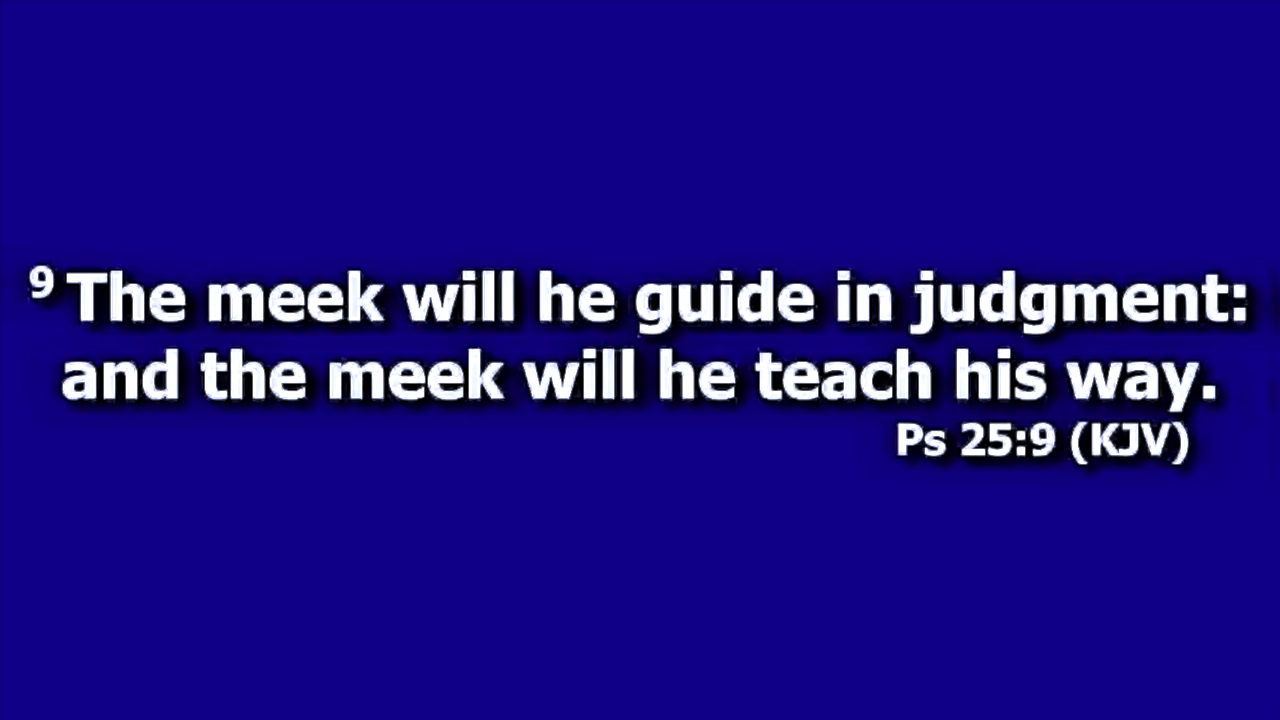 9 The meek will he guide in judgment:
and the meek will he teach his way.
Ps 25:9 (KJV)